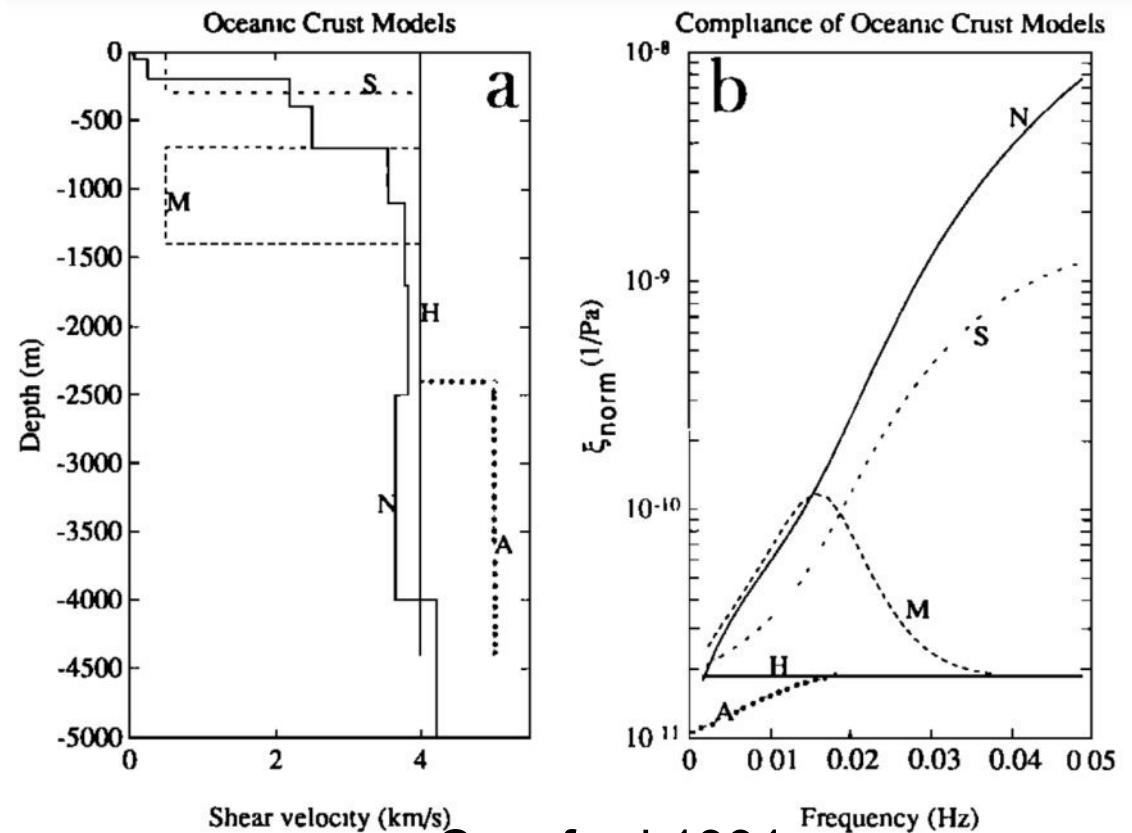 Oceanic Crust Models
a
0
-500
-1000
-1500
-2000
-2500
-3000
-3500
-4000
-4500
-5000
Depth (m)
S
M
H
N
A
0 2 4
Shear velocity (km/s)
Compliance of Oceanic Crust Models
b
10-8
10-9
10-10
10 11
ξnorm (1/Pa)
N
S
M
H
A
0 0 01 0.02 0.03 0.04 0 05
Frequency (Hz)